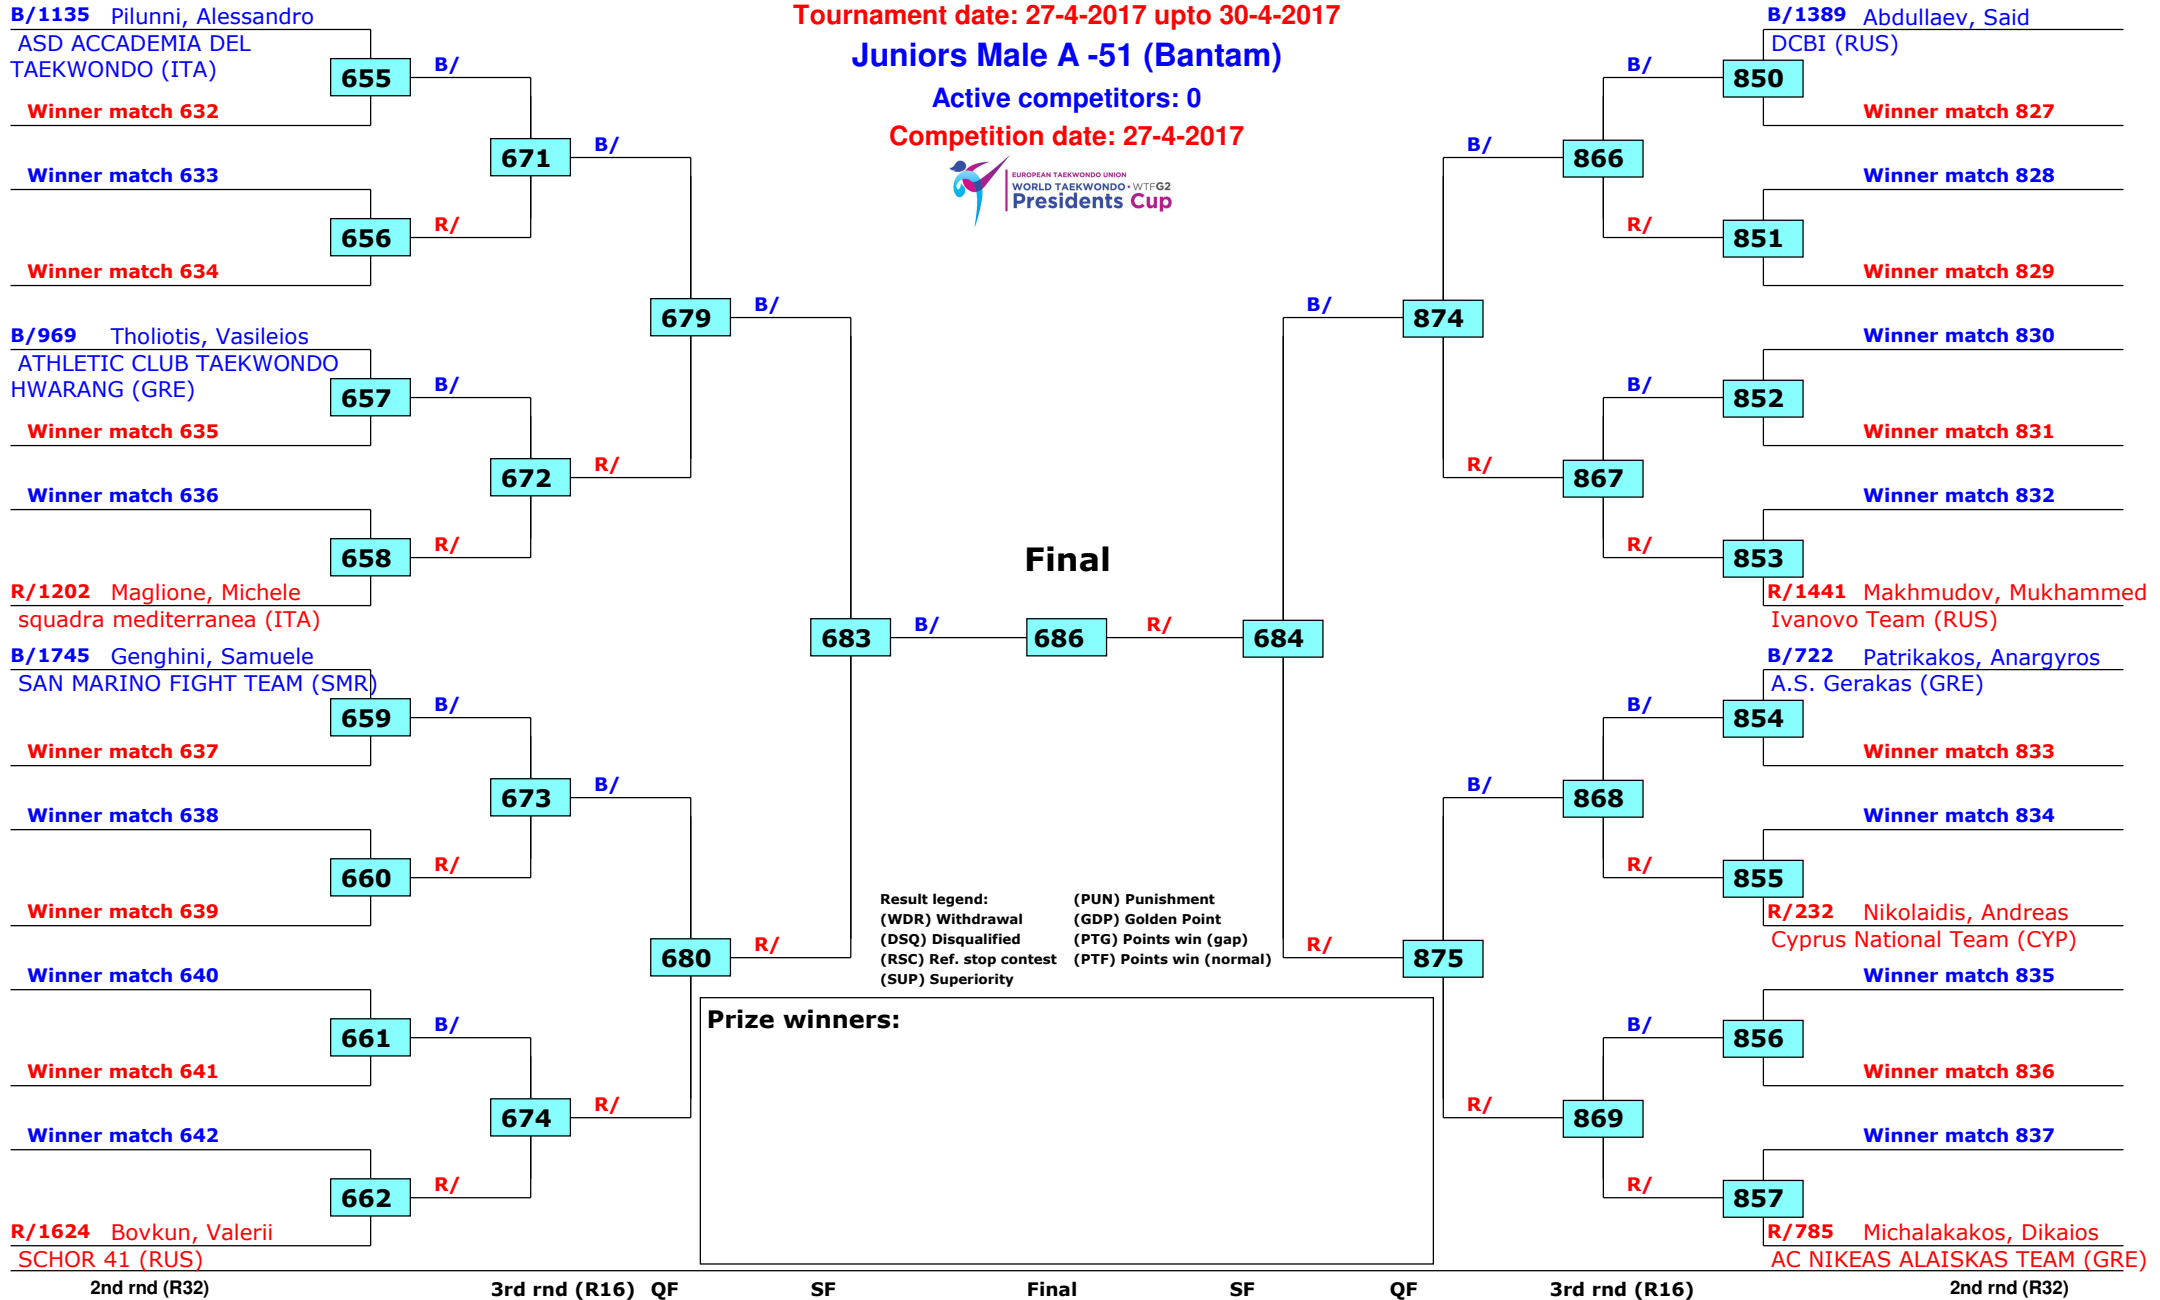 Tournament date: 27-4-2017 upto 30-4-2017
Juniors Male A -51 (Bantam)
Active competitors: 0
Competition date: 27-4-2017
EUROPEAN TAEKWONDO UNION
WORLD TAEKWONDO • WTF G2
Presidents Cup
B/1135 Pilunni, Alessandro
ASD ACCADEMIA DEL
TAEKWONDO (ITA)
655
B/
Winner match 632
671
B/
Winner match 633
656
R/
Winner match 634
679
B/
B/969 Tholiotis, Vasileios
ATHLETIC CLUB TAEKWONDO
HWARANG (GRE)
657
B/
Winner match 635
672
R/
Winner match 636
658
R/
R/1202 Maglione, Michele
squadra mediterranea (ITA)
683
B/
B/1745 Genghini, Samuele
SAN MARINO FIGHT TEAM (SMR)
659
B/
Winner match 637
673
B/
Winner match 638
660
R/
Winner match 639
680
R/
Winner match 640
661
B/
Winner match 641
674
R/
Winner match 642
662
R/
R/1624 Bovkun, Valerii
SCHOR 41 (RUS)
Final
686
R/
684
B/1389 Abdullaev, Said
DCBI (RUS)
B/
850
Winner match 827
B/
866
Winner match 828
R/
851
Winner match 829
B/
874
Winner match 830
B/
852
Winner match 831
R/
867
Winner match 832
R/
853
R/1441 Makhmudov, Mukhammed
Ivanovo Team (RUS)
B/722 Patrikakos, Anargyros
A.S. Gerakas (GRE)
B/
854
Winner match 833
B/
868
Winner match 834
R/
855
R/232 Nikolaidis, Andreas
Cyprus National Team (CYP)
R/
875
Winner match 835
B/
856
Winner match 836
R/
869
Winner match 837
R/
857
R/785 Michalakakos, Dikaios
AC NIKEAS ALAISKAS TEAM (GRE)
Result legend:
(WDR) Withdrawal
(DSQ) Disqualified
(RSC) Ref. stop contest
(SUP) Superiority
(PUN) Punishment
(GDP) Golden Point
(PTG) Points win (gap)
(PTF) Points win (normal)
Prize winners:
2nd rnd (R32) 3rd rnd (R16) QF SF Final SF QF 3rd rnd (R16) 2nd rnd (R32)